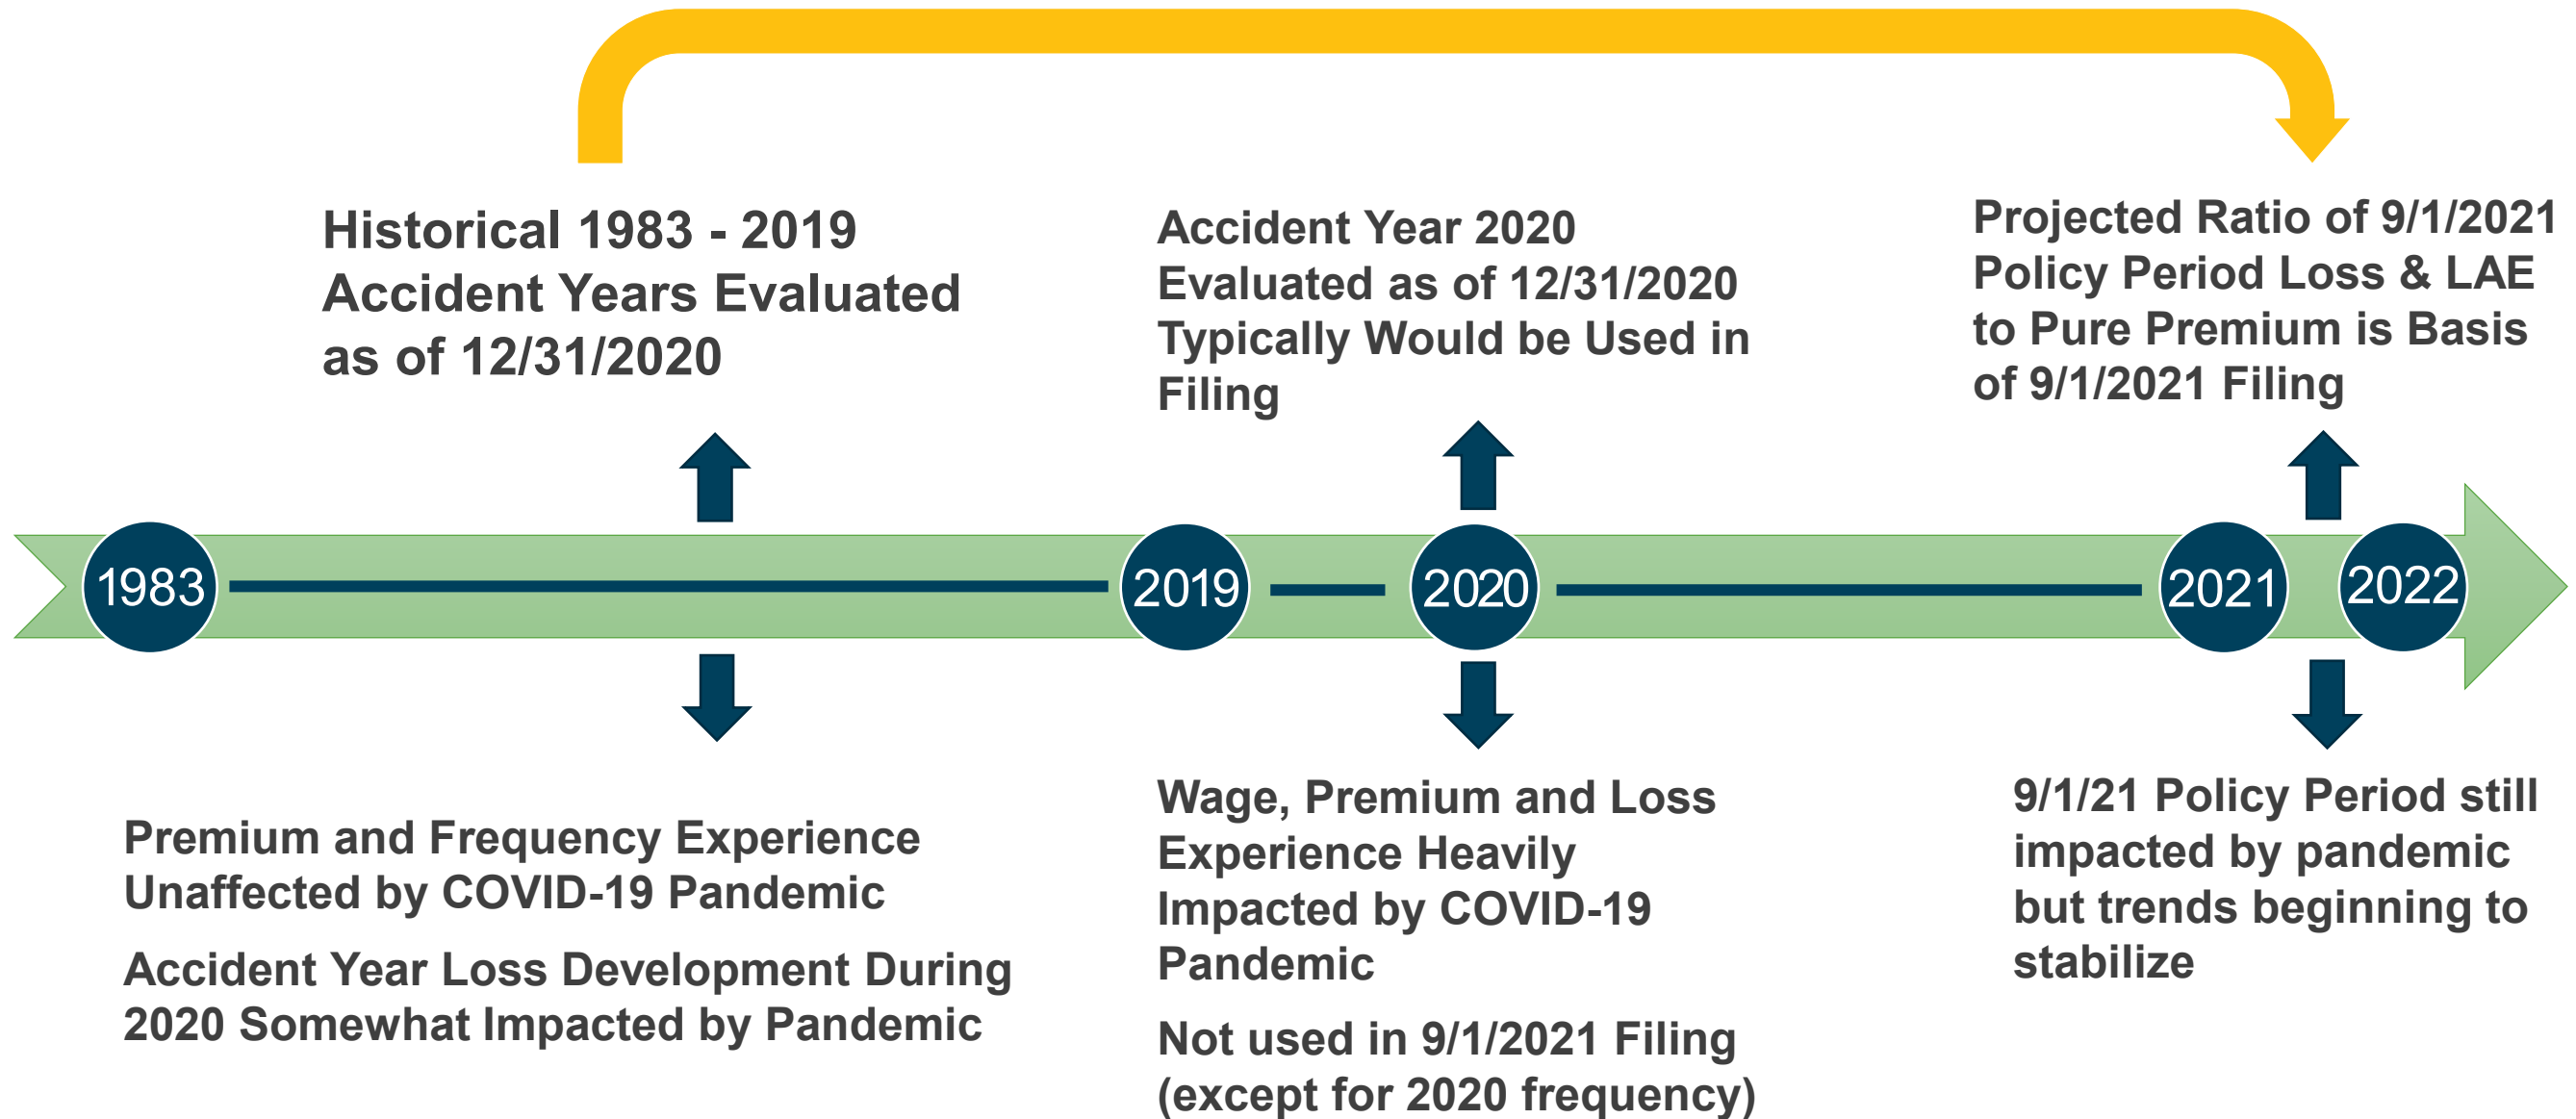 Historical 1983 - 2019
Accident Years Evaluated
as of 12/31/2020
Accident Year 2020
Evaluated as of 12/31/2020
Typically Would be Used in
Filing
Projected Ratio of 9/1/2021
Policy Period Loss & LAE
to Pure Premium is Basis
of 9/1/2021 Filing
1983
2019
2020
2021
2022
Premium and Frequency Experience
Unaffected by COVID-19 Pandemic
Accident Year Loss Development During
2020 Somewhat Impacted by Pandemic
Wage, Premium and Loss
Experience Heavily
Impacted by COVID-19
Pandemic
Not used in 9/1/2021 Filing
(except for 2020 frequency)
9/1/21 Policy Period still
impacted by pandemic
but trends beginning to
stabilize